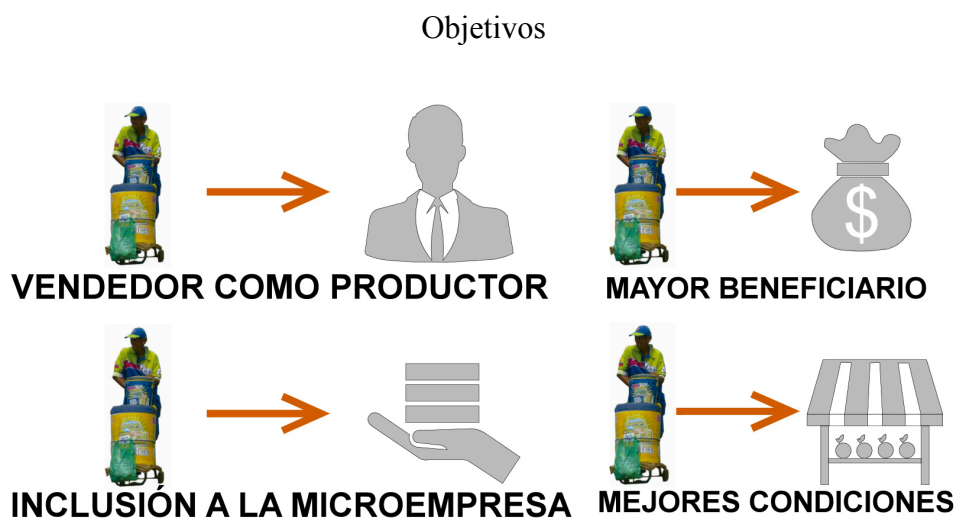 Objetivos
VENDEDOR COMO PRODUCTOR
MAYOR BENEFICIARIO
$
INCLUSIÓN A LA MICROEMPRESA
MEJORES CONDICIONES